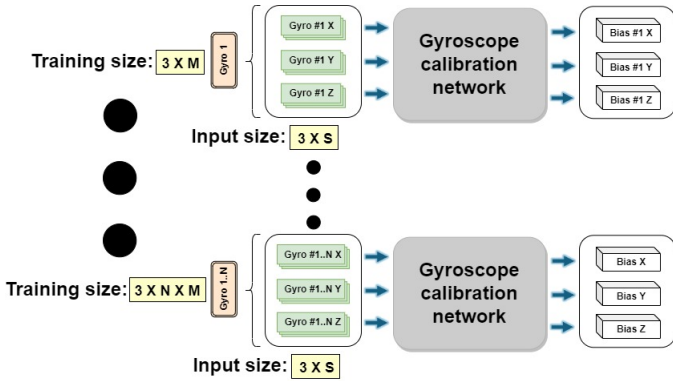 Training size: 3 X M
Gyro 1
Gyro #1 X
Gyro #1 Y
Gyro #1 Z
Gyroscope
calibration
network
Bias #1 X
Bias #1 Y
Bias #1 Z
Input size: 3 X S
Training size: 3 X N X M
Gyro 1..N
Gyro #1..N X
Gyro #1..N Y
Gyro #1..N Z
Gyroscope
calibration
network
Bias X
Bias Y
Bias Z
Input size: 3 X S